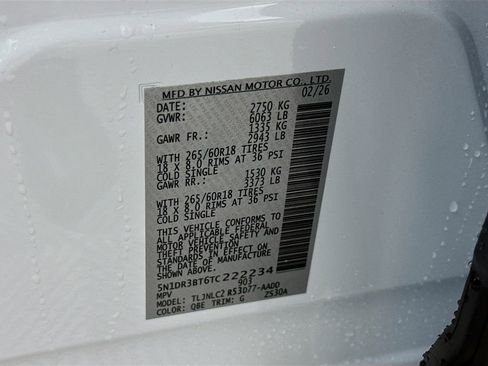 MFD BY NISSAN MOTOR CO., LTD.
DATE: 02/26
GVWR: 2750 KG
6063 LB
GAWR FR.: 1335 KG
2943 LB
WITH 265/60R18 TIRES
18 X 8.0 RIMS AT 36 PSI
COLD SINGLE
GAWR RR.: 1530 KG
3373 LB
WITH 265/60R18 TIRES
18 X 8.0 RIMS AT 36 PSI
COLD SINGLE
THIS VEHICLE CONFORMS TO
ALL APPLICABLE FEDERAL
MOTOR VEHICLE SAFETY AND
THEFT PREVENTION
STANDARDS IN EFFECT ON
THE DATE OF MANUFACTURE
SHOWN ABOVE.
5N1DR3BT6TC222234
MPV 903
MODEL: TLJNLC2 R53D77-AADD
COLOR: QBE TRIM: G ZS30A